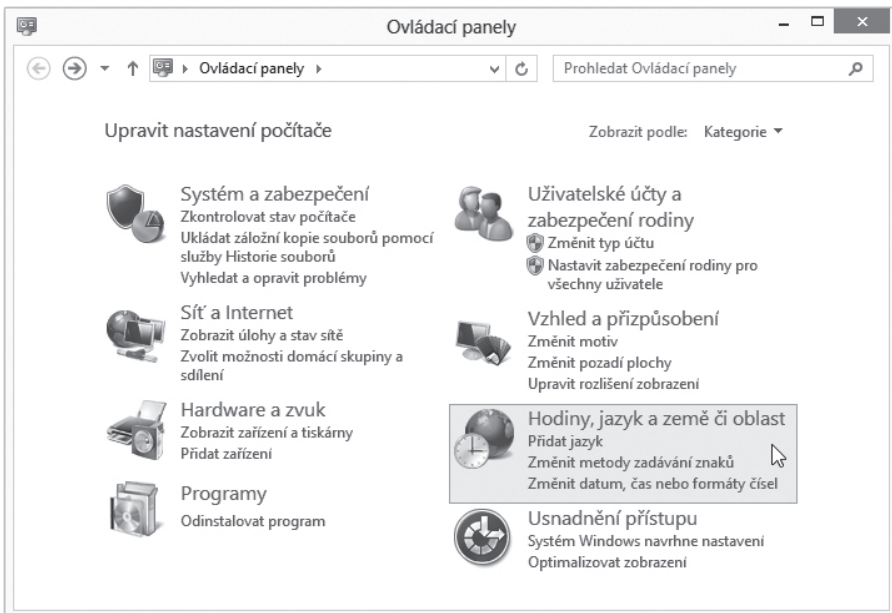 Ovládací panely
Ovládací panely
Prohledat Ovládací panely
Upravit nastavení počítače
Zobrazit podle: Kategorie
Systém a zabezpečení
Zkontrolovat stav počítače
Ukládat záložní kopie souborů pomocí
služby Historie souborů
Vyhledat a opravit problémy
Síť a Internet
Zobrazit úlohy a stav sítě
Zvolit možnosti domácí skupiny a
sdílení
Hardware a zvuk
Zobrazit zařízení a tiskárny
Přidat zařízení
Programy
Odinstalovat program
Uživatelské účty a
zabezpečení rodiny
Změnit typ účtu
Nastavit zabezpečení rodiny pro
všechny uživatele
Vzhled a přizpůsobení
Změnit motiv
Změnit pozadí plochy
Upravit rozlišení zobrazení
Hodiny, jazyk a země či oblast
Přidat jazyk
Změnit metody zadávání znaků
Změnit datum, čas nebo formáty čísel
Usnadnění přístupu
Systém Windows navrhne nastavení
Optimalizovat zobrazení